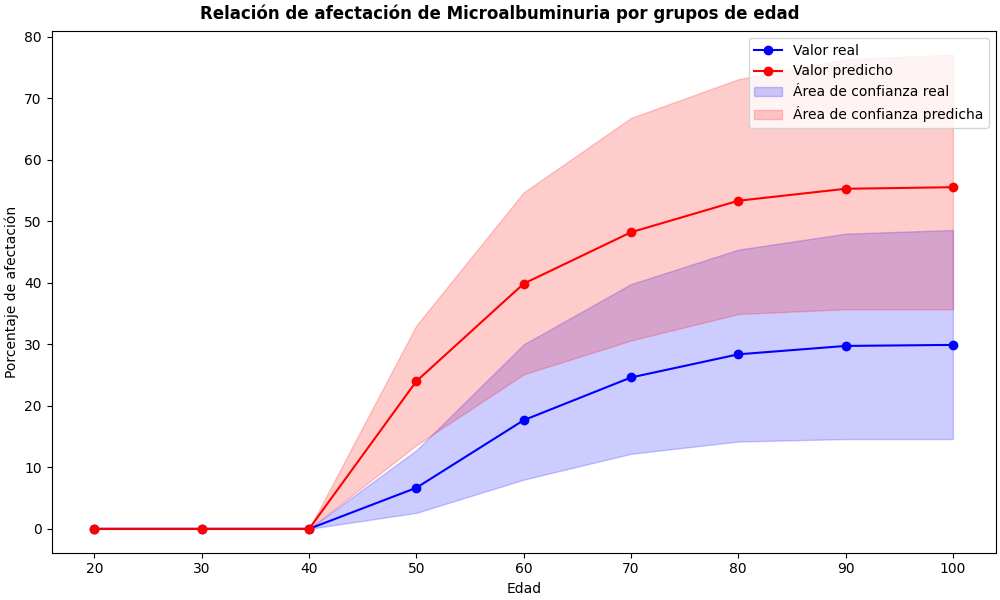 Relación de afectación de Microalbuminuria por grupos de edad
Porcentaje de afectación
80
70
60
50
40
30
20
10
0
Valor real
Valor predicho
Área de confianza real
Área de confianza predicha
20 30 40 50 60 70 80 90 100
Edad